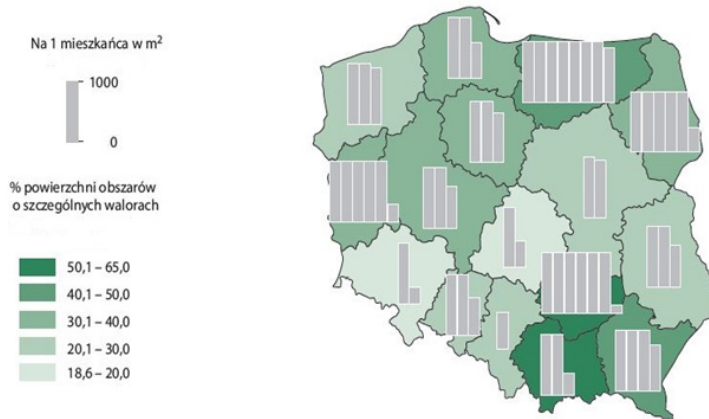 Na 1 mieszkańca w m²
1000
0
% powierzchni obszarów
o szczególnych walorach
50,1 – 65,0
40,1 – 50,0
30,1 – 40,0
20,1 – 30,0
18,6 – 20,0